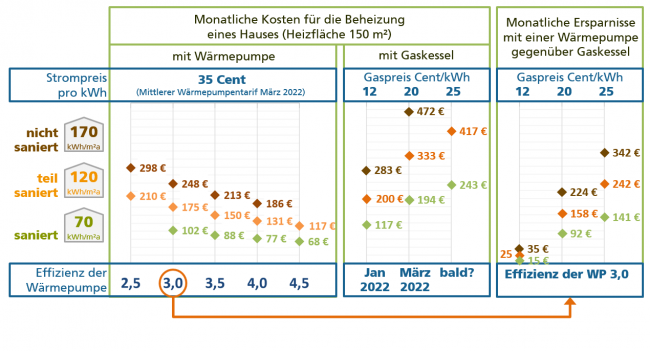 Monatliche Kosten für die Beheizung
eines Hauses (Heizfläche 150 m²)
Monatliche Ersparnisse
mit einer Wärmepumpe
gegenüber Gaskessel
mit Wärmepumpe
mit Gaskessel
Strompreis
pro kWh
35 Cent
(Mittlerer Wärmepumpentarif März 2022)
Gaspreis Cent/kWh
12 20 25
Gaspreis Cent/kWh
12 20 25
nicht
saniert
170
kWh/m²a
teil
saniert
120
kWh/m²a
saniert
70
kWh/m²a
298 €
248 €
213 €
186 €
210 €
175 €
150 €
131 €
117 €
102 €
88 €
77 €
68 €
472 €
417 €
283 €
333 €
200 €
194 €
243 €
117 €
342 €
224 €
242 €
158 €
141 €
92 €
35 €
25
15 €
Effizienz der
Wärmepumpe
2,5 3,0 3,5 4,0 4,5
Jan März bald?
2022 2022
Effizienz der WP 3,0